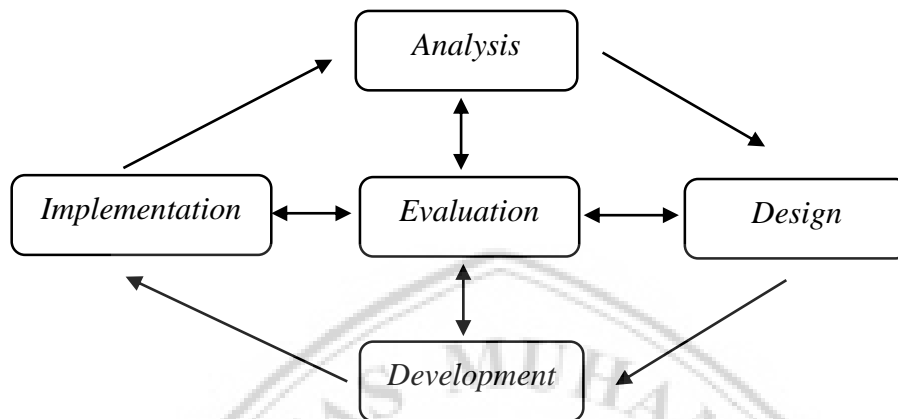 Analysis
Implementation
Evaluation
Design
Development